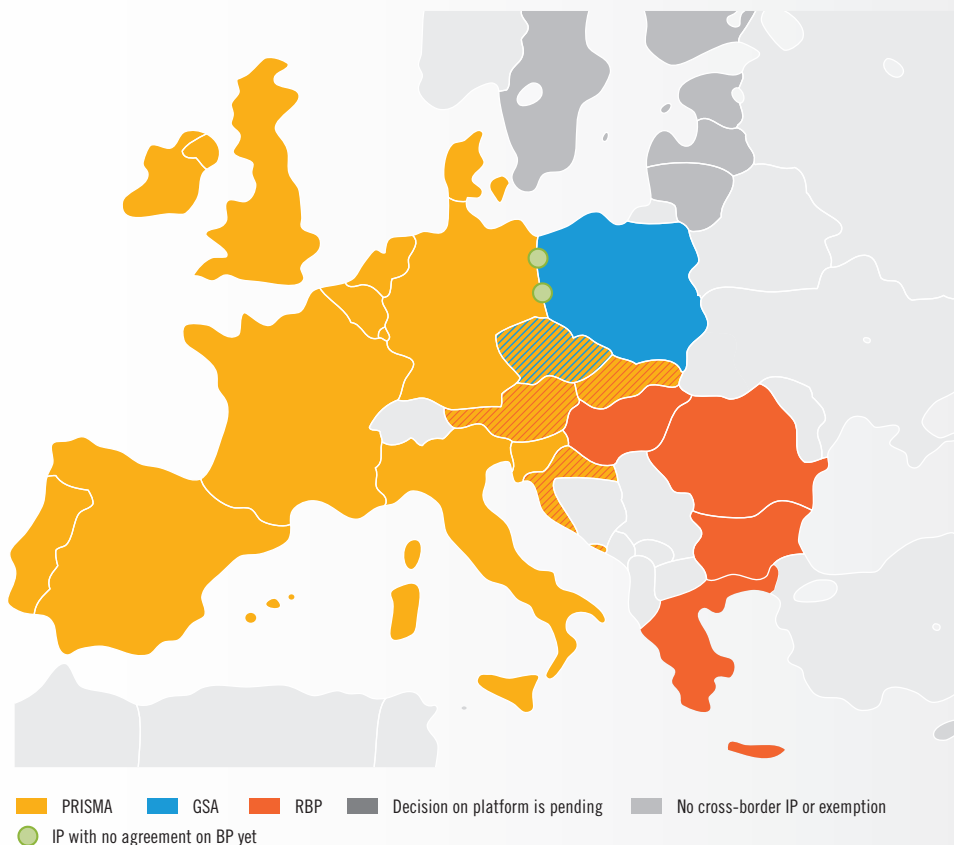 PRISMA GSA RBP Decision on platform is pending No cross-border IP or exemption
IP with no agreement on BP yet